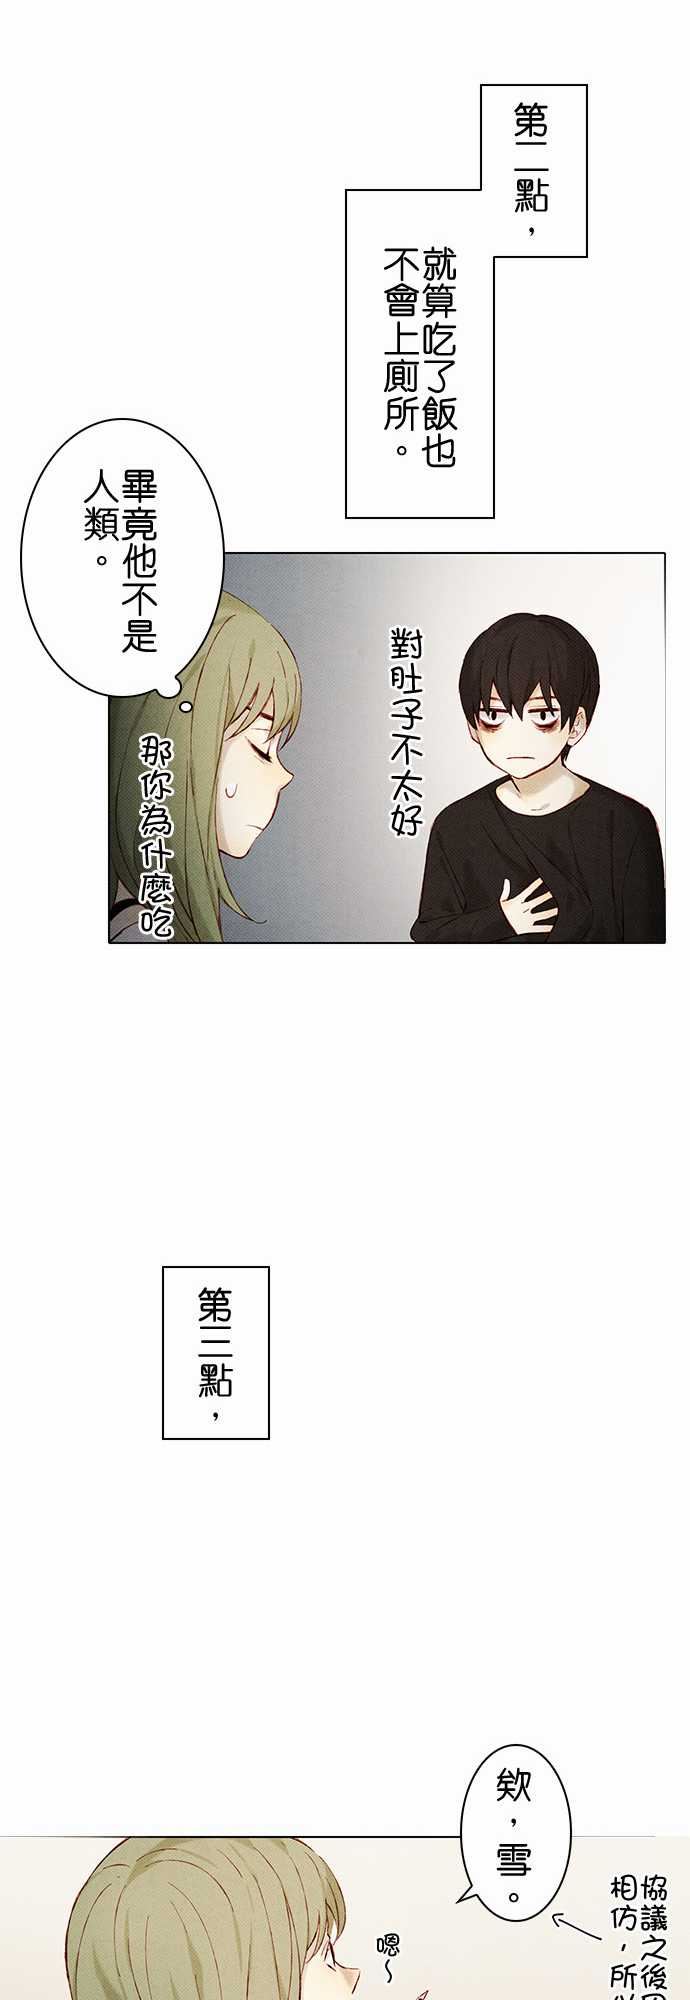 第二點，
就算吃了飯也
不會上廁所。
畢竟他不是
人類。
對肚子不太好
那你為什麼吃
第三點，
欸，雪。
協議之後
相仿，所
嗯～